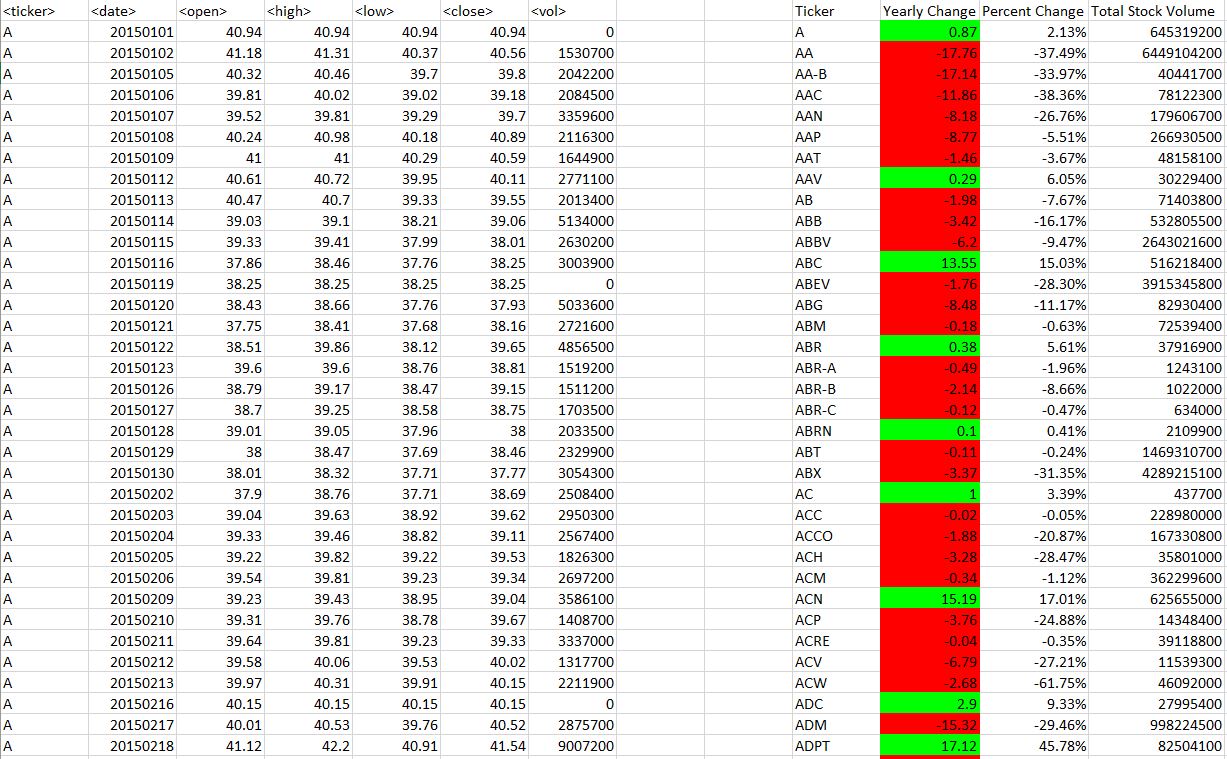 <ticker> <date> <open> <high> <low> <close> <vol> Ticker Yearly Change Percent Change Total Stock Volume
A 20150101 40.94 40.94 40.94 40.94 0 A 0.87 2.13% 645319200
A 20150102 41.18 41.31 40.37 40.56 1530700 AA -17.76 -37.49% 6449104200
A 20150105 40.32 40.46 39.7 39.8 2042200 AA-B -17.14 -33.97% 40441700
A 20150106 39.81 40.02 39.02 39.18 2084500 AAC -11.86 -38.36% 78122300
A 20150107 39.52 39.81 39.29 39.7 3359600 AAN -8.18 -26.76% 179606700
A 20150108 40.24 40.98 40.18 40.89 2116300 AAP -8.77 -5.51% 266930500
A 20150109 41 41 40.29 40.59 1644900 AAT -1.46 -3.67% 48158100
A 20150112 40.61 40.72 39.95 40.11 2771100 AAV 0.29 6.05% 30229400
A 20150113 40.47 40.7 39.33 39.55 2013400 AB -1.98 -7.67% 71403800
A 20150114 39.07 39.1 38.21 39.06 5134000 ABB -3.42 -16.17% 532805500
A 20150115 39.33 39.41 37.99 38.01 2630200 ABBV -6.2 -9.47% 2643021600
A 20150116 37.86 38.46 37.76 38.25 3003900 ABC 13.55 15.03% 516218400
A 20150119 38.25 38.25 38.25 38.25 0 ABEV -1.76 -28.30% 3915345800
A 20150120 38.43 38.66 37.76 37.93 5033600 ABG -8.48 -11.17% 82930400
A 20150121 37.75 38.41 37.68 38.16 2721600 ABM -0.18 -0.63% 72539400
A 20150122 38.51 39.86 38.12 39.65 4856500 ABR 0.38 5.61% 37916900
A 20150123 39.6 39.6 38.76 38.81 1519200 ABR-A -0.49 -1.96% 1243100
A 20150126 38.9 39.17 38.47 39.15 1511200 ABR-B -2.14 -8.66% 1022000
A 20150127 38.7 39.25 38.58 38.75 1703500 ABR-C -0.12 -0.47% 634000
A 20150128 39.01 39.05 37.96 38 2033500 ABRN 0.1 0.41% 2109900
A 20150129 38 38.47 37.69 38.46 2329900 ABT -0.11 -0.24% 1469310700
A 20150130 38.01 38.32 37.71 37.77 3054300 ABX -3.37 -31.35% 4289215100
A 20150202 37.9 38.76 37.71 38.69 2508400 AC 1 3.39% 437700
A 20150203 39.04 39.63 38.92 39.62 2950300 ACC -0.02 -0.05% 228980000
A 20150204 39.33 39.46 38.82 39.11 2567400 ACCO -1.88 -20.87% 167330800
A 20150205 39.27 39.82 39.22 39.53 1826300 ACH -3.28 -28.47% 35801000
A 20150206 39.54 39.81 39.23 39.34 2697200 ACM -0.34 -1.12% 362299600
A 20150209 39.23 39.43 38.95 39.04 3586100 ACN 15.19 17.01% 625655000
A 20150210 39.31 39.76 38.78 39.67 1408700 ACP -3.76 -24.88% 14348400
A 20150211 39.64 39.81 39.23 39.33 3337000 ACRE -0.04 -0.35% 39118800
A 20150212 39.58 40.06 39.53 40.02 1317700 ACV -6.79 -27.21% 11539300
A 20150213 39.97 40.31 39.91 40.15 2211900 ACW -2.68 -61.75% 46092000
A 20150216 40.15 40.15 40.15 40.15 0 ADC 2.9 9.33% 27995400
A 20150217 40.01 40.53 39.76 40.52 2875700 ADM -15.32 -29.46% 998224500
A 20150218 41.12 42.2 40.91 41.54 9007200 ADPT 17.12 45.78% 82504100